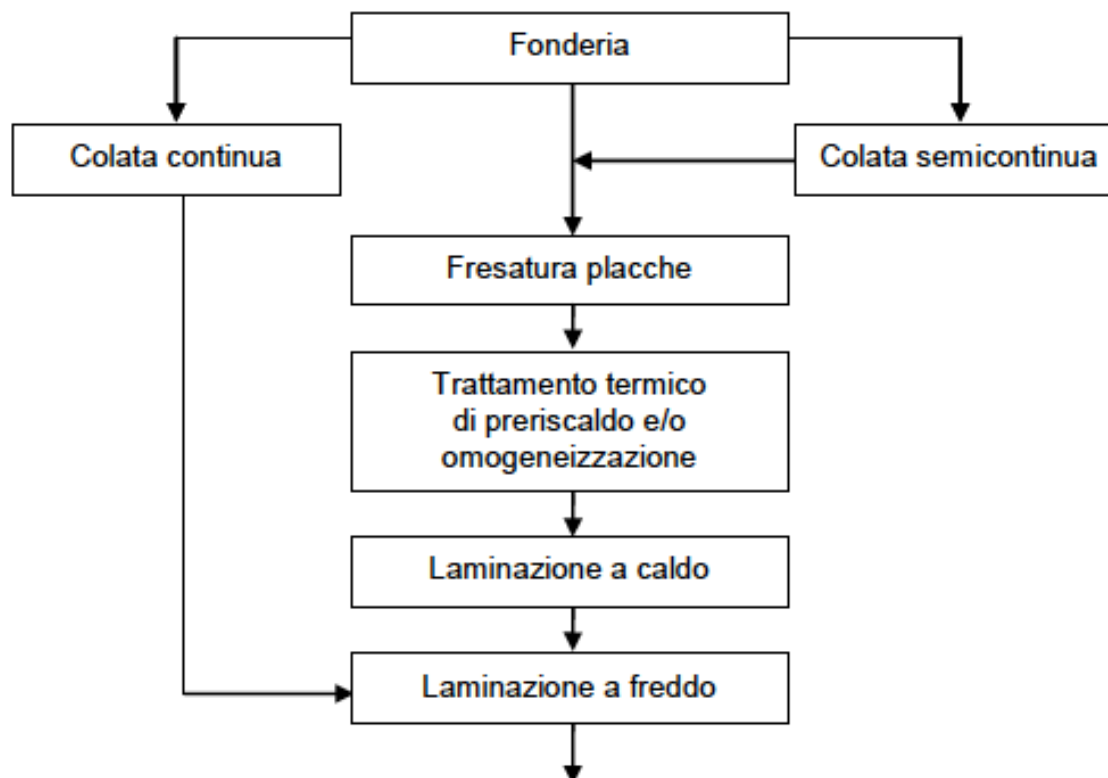 Fonderia
Colata continua
Colata semicontinua
Fresatura placche
Trattamento termico
di preriscaldo e/o
omogeneizzazione
Laminazione a caldo
Laminazione a freddo